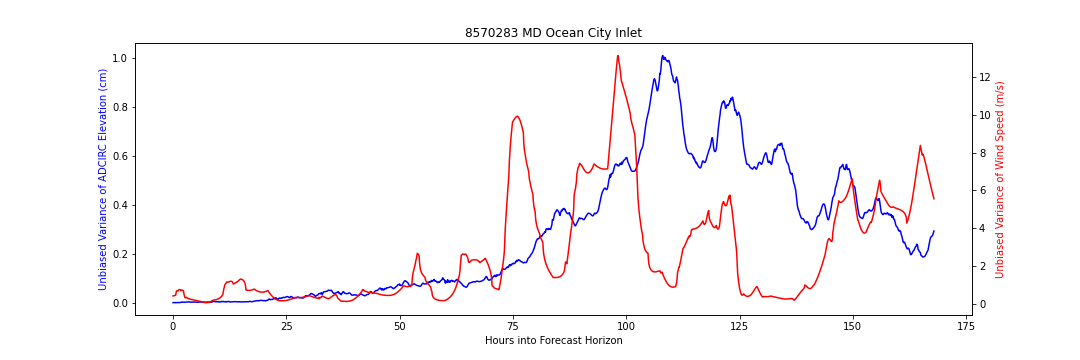 8570283 MD Ocean City Inlet
Unbiased Variance of ADCIRC Elevation (cm)
1.0
0.8
0.6
0.4
0.2
0.0
12
10
8
6
4
2
0
Unbiased Variance of Wind Speed (m/s)
0 25 50 75 100 125 150 175
Hours into Forecast Horizon